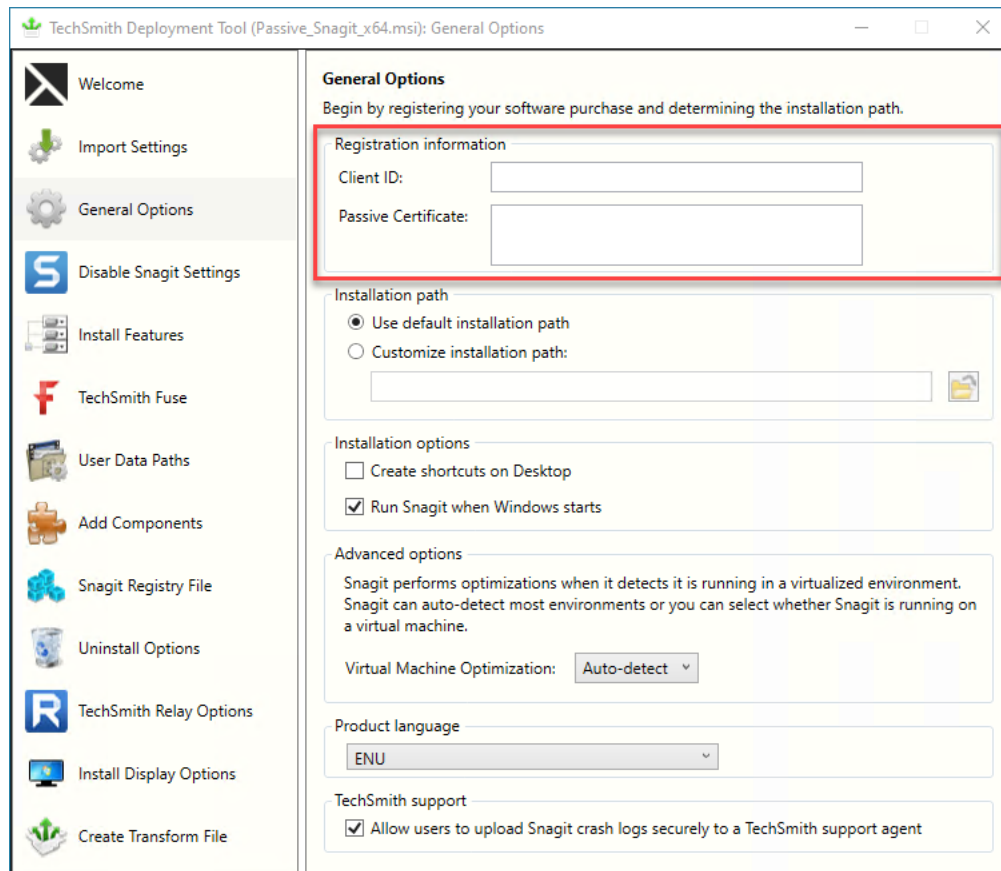 TechSmith Deployment Tool (Passive_Snagit_x64.msi): General Options
Welcome
Import Settings
General Options
Disable Snagit Settings
Install Features
TechSmith Fuse
User Data Paths
Add Components
Snagit Registry File
Uninstall Options
TechSmith Relay Options
Install Display Options
Create Transform File
General Options
Begin by registering your software purchase and determining the installation path.
Registration information
Client ID:
Passive Certificate:
Installation path
Use default installation path
Customize installation path:
Installation options
Create shortcuts on Desktop
Run Snagit when Windows starts
Advanced options
Snagit performs optimizations when it detects it is running in a virtualized environment.
Snagit can auto-detect most environments or you can select whether Snagit is running on
a virtual machine.
Virtual Machine Optimization: Auto-detect
Product language
ENU
TechSmith support
Allow users to upload Snagit crash logs securely to a TechSmith support agent